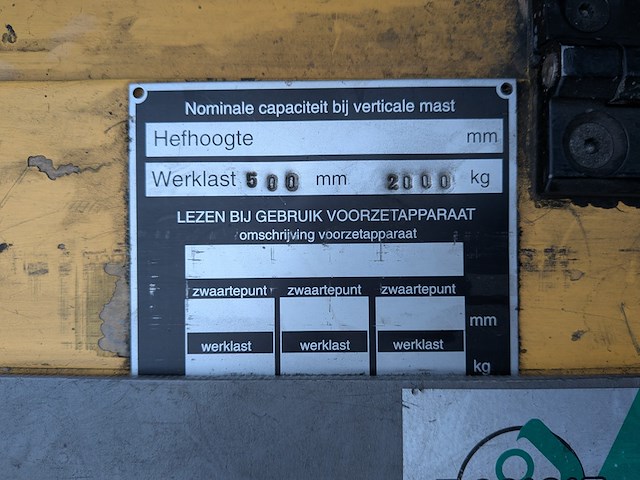 Nominale capaciteit bij verticale mast
Hefhoogte mm
Werklast 500 mm 2000 kg
LEZEN BIJ GEBRUIK VOORZETAPPARAAT
omschrijving voorzetapparaat
zwaartepunt zwaartepunt zwaartepunt
mm
werklast werklast werklast
kg